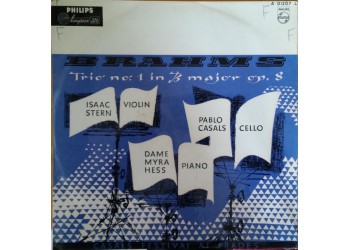 PHILIPS
A 01207 L
PHILIPS
BRAHMS
Trio no: 1 in B major op. 8
ISAAC STERN
VIOLIN
PABLO CASALS
CELLO
DAME MYRA HESS
PIANO
F
F
F